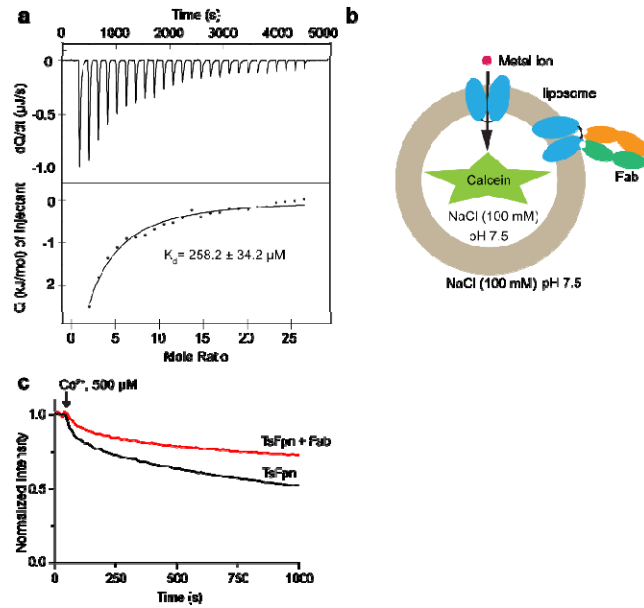 a
Time (s)
0 1000 2000 3000 4000 5000
0
-0.5
-1.0
dQ/dt (µJ/s)
0
-1
2
Q (kJ/mol) of Injectant
Kd= 258.2 ± 34.2 µM
0 5 10 15 20 25
Mole Ratio
b
Metal ion
liposome
Fab
Calcein
NaCl (100 mM)
pH 7.5
NaCl (100 mM) pH 7.5
c
Co²⁺, 500 µM
1.0
0.5
0.0
Normalized Intensity
TsFpn + Fab
TsFpn
0 250 500 750 1000
Time (s)